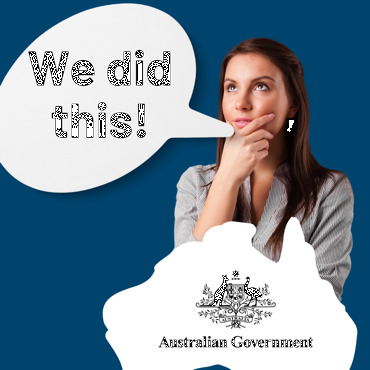 We did
this!
Australian Government